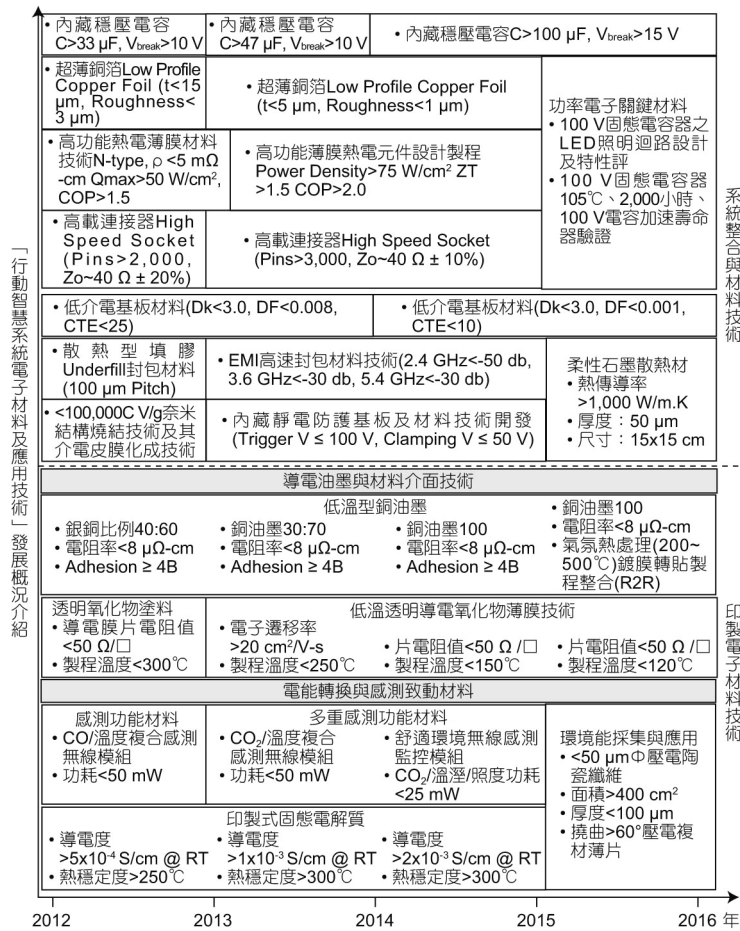 「行動智慧系統電子材料及應用技術」發展概況介紹
• 內藏穩壓電容
C>33 µF, Vbreak>10 V
• 內藏穩壓電容
C>47 µF, Vbreak>10 V
• 內藏穩壓電容C>100 µF, Vbreak>15 V
• 超薄銅箔Low Profile
Copper Foil (t<15
µm, Roughness<
3 µm)
• 超薄銅箔Low Profile Copper Foil
(t<5 µm, Roughness<1 µm)
功率電子關鍵材料
• 100 V固態電容器之
LED照明迴路設計
及特性評
• 100 V固態電容器
105℃、2,000小時、
100 V電容加速壽命
器驗證
• 高功能熱電薄膜材料
技術N-type, ρ<5 mΩ
-cm Qmax>50 W/cm²,
COP>1.5
• 高功能薄膜熱電元件設計製程
Power Density>75 W/cm² ZT
>1.5 COP>2.0
• 高載連接器High
Speed Socket
(Pins>2,000,
Zo~40 Ω ± 20%)
• 高載連接器High Speed Socket
(Pins>3,000, Zo~40 Ω ± 10%)
系統整合與材料技術
• 低介電基板材料(Dk<3.0, DF<0.008,
CTE<25)
• 低介電基板材料(Dk<3.0, DF<0.001,
CTE<10)
• 散熱型填膠
Underfill封包材料
(100 µm Pitch)
• EMI高速封包材料技術(2.4 GHz<-50 db,
3.6 GHz<-30 db, 5.4 GHz<-30 db)
柔性石墨散熱材
• 熱傳導率
>1,000 W/m.K
• 厚度：50 µm
• 尺寸：15x15 cm
• <100,000C V/g奈米
結構燒結技術及其
介電皮膜化成技術
• 內藏靜電防護基板及材料技術開發
(Trigger V ≤ 100 V, Clamping V ≤ 50 V)
導電油墨與材料介面技術
低溫型銅油墨
• 銀銅比例40:60
• 電阻率<8 µΩ-cm
• Adhesion ≥ 4B
• 銅油墨30:70
• 電阻率<8 µΩ-cm
• Adhesion ≥ 4B
• 銅油墨100
• 電阻率<8 µΩ-cm
• Adhesion ≥ 4B
• 銅油墨100
• 電阻率<8 µΩ-cm
• 氣氛熱處理(200~
500℃)鍍膜轉貼製
程整合(R2R)
透明氧化物塗料
• 導電膜片電阻值
<50 Ω/□
• 製程溫度<300℃
低溫透明導電氧化物薄膜技術
• 電子遷移率
>20 cm²/V-s
• 製程溫度<250℃
• 片電阻值<50 Ω /□
• 製程溫度<150℃
• 片電阻值<50 Ω /□
• 製程溫度<120℃
印製電子材料技術
電能轉換與感測致動材料
感測功能材料
• CO/溫度複合感測
無線模組
• 功耗<50 mW
多重感測功能材料
• CO₂/溫度複合
感測無線模組
• 功耗<50 mW
• 舒適環境無線感測
監控模組
• CO₂/溫溼/照度功耗
<25 mW
環境能採集與應用
• <50 µmΦ壓電陶
瓷纖維
• 面積>400 cm²
• 厚度<100 µm
• 撓曲>60°壓電複
材薄片
印製式固態電解質
• 導電度
>5x10⁻⁴ S/cm @ RT
• 熱穩定度>250℃
• 導電度
>1x10⁻³ S/cm @ RT
• 熱穩定度>300℃
• 導電度
>2x10⁻³ S/cm @ RT
• 熱穩定度>300℃
2012 2013 2014 2015 2016 年